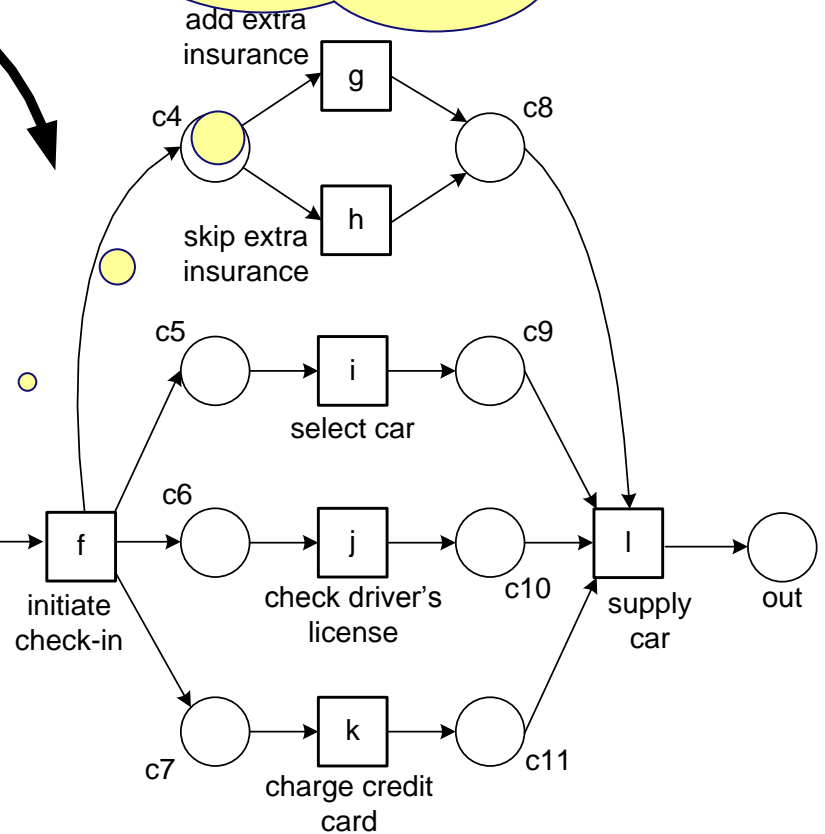 add extra
insurance
g
c4
c8
h
skip extra
insurance
c5
c9
i
select car
c6
f
j
l
initiate
check-in
check driver's
license
c10
supply
car
out
k
c7
c11
charge credit
card